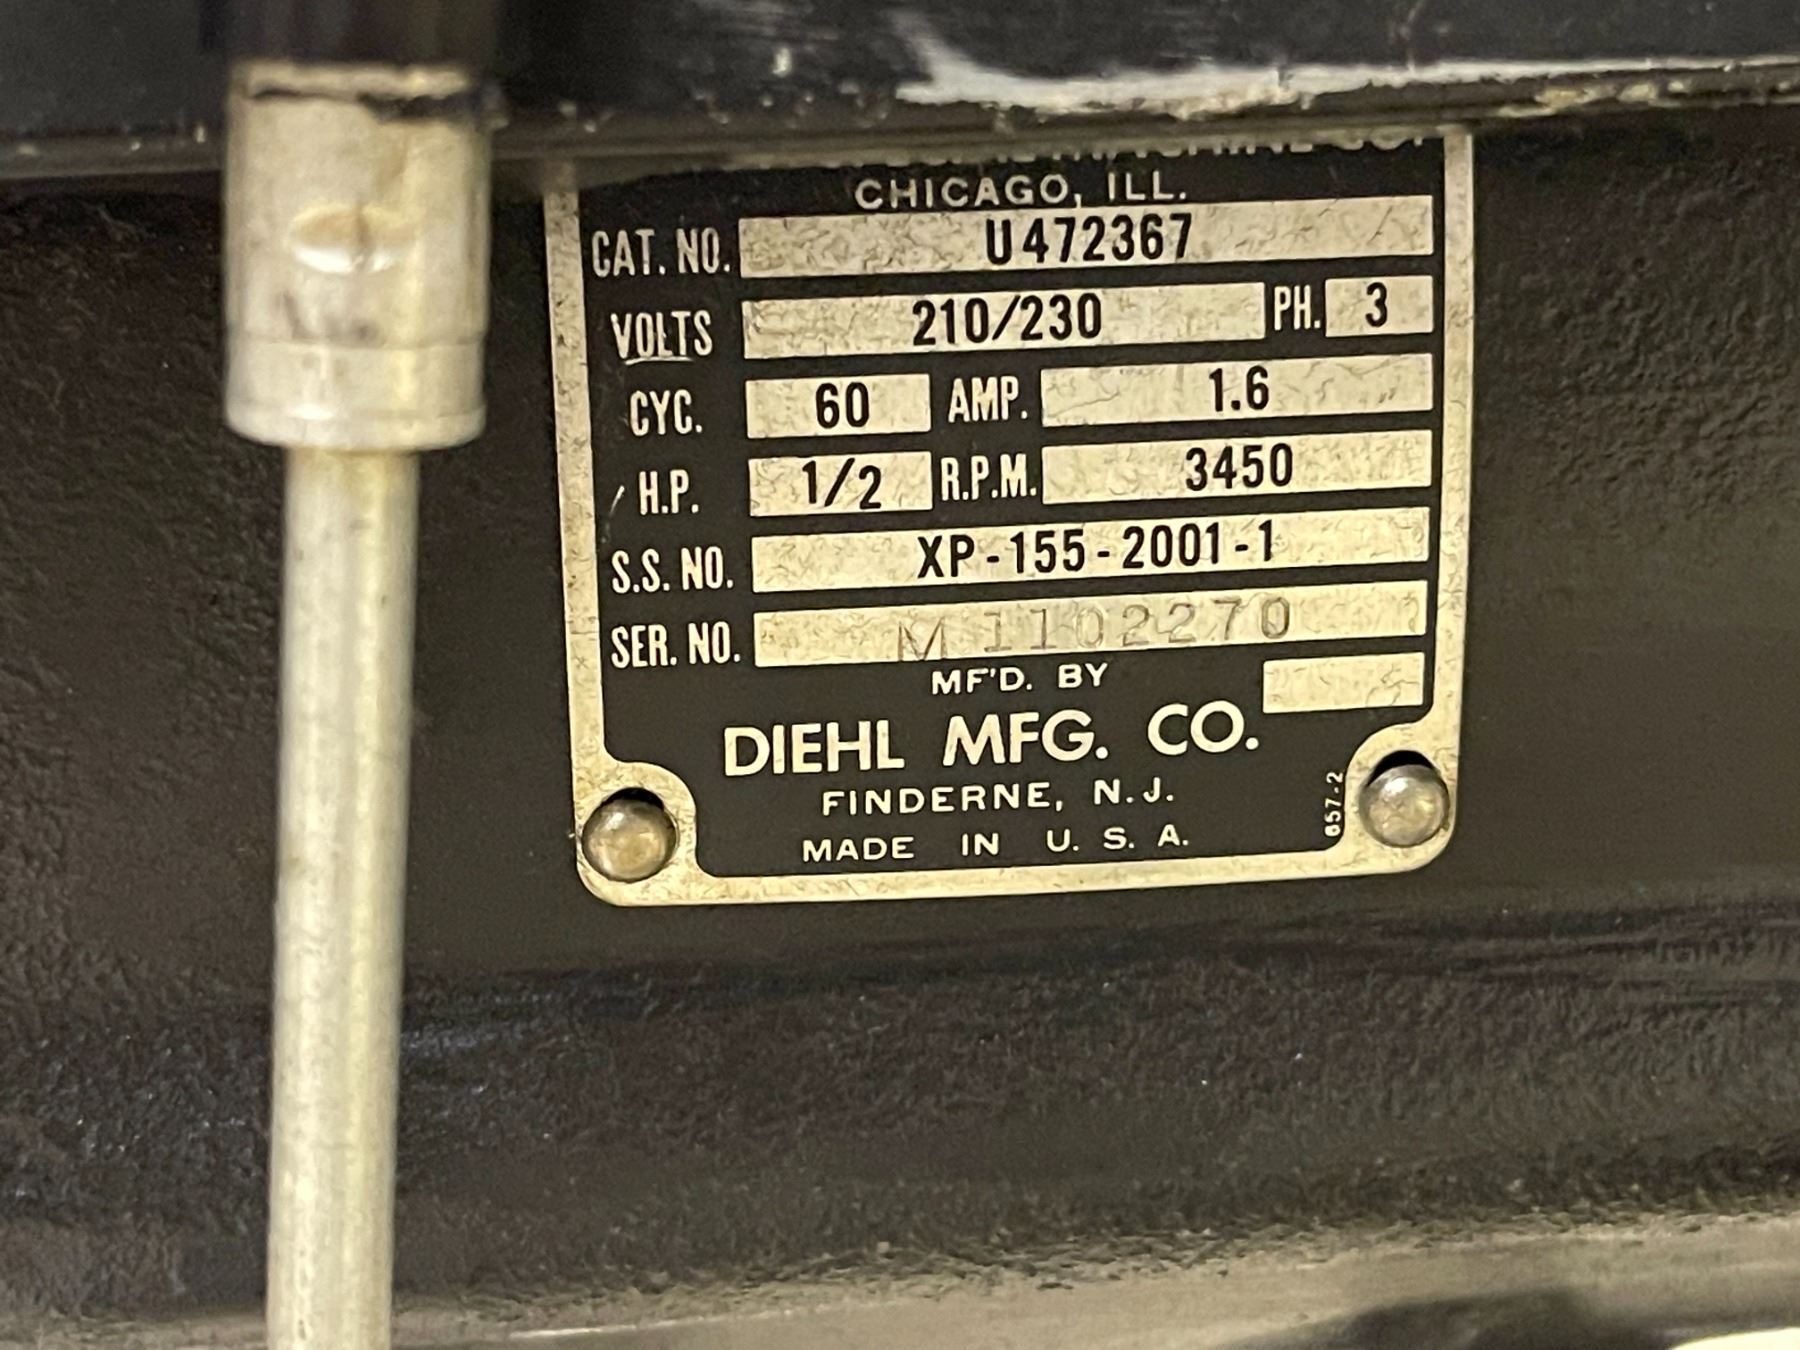 CHICAGO, ILL.
CAT. NO. U472367
VOLTS 210/230 PH. 3
CYC. 60 AMP. 1.6
H.P. 1/2 R.P.M. 3450
S.S. NO. XP-155-2001-1
SER. NO. M1102270
MF'D. BY
DIEHL MFG. CO.
FINDERNE, N.J.
MADE IN U. S. A.
657-2